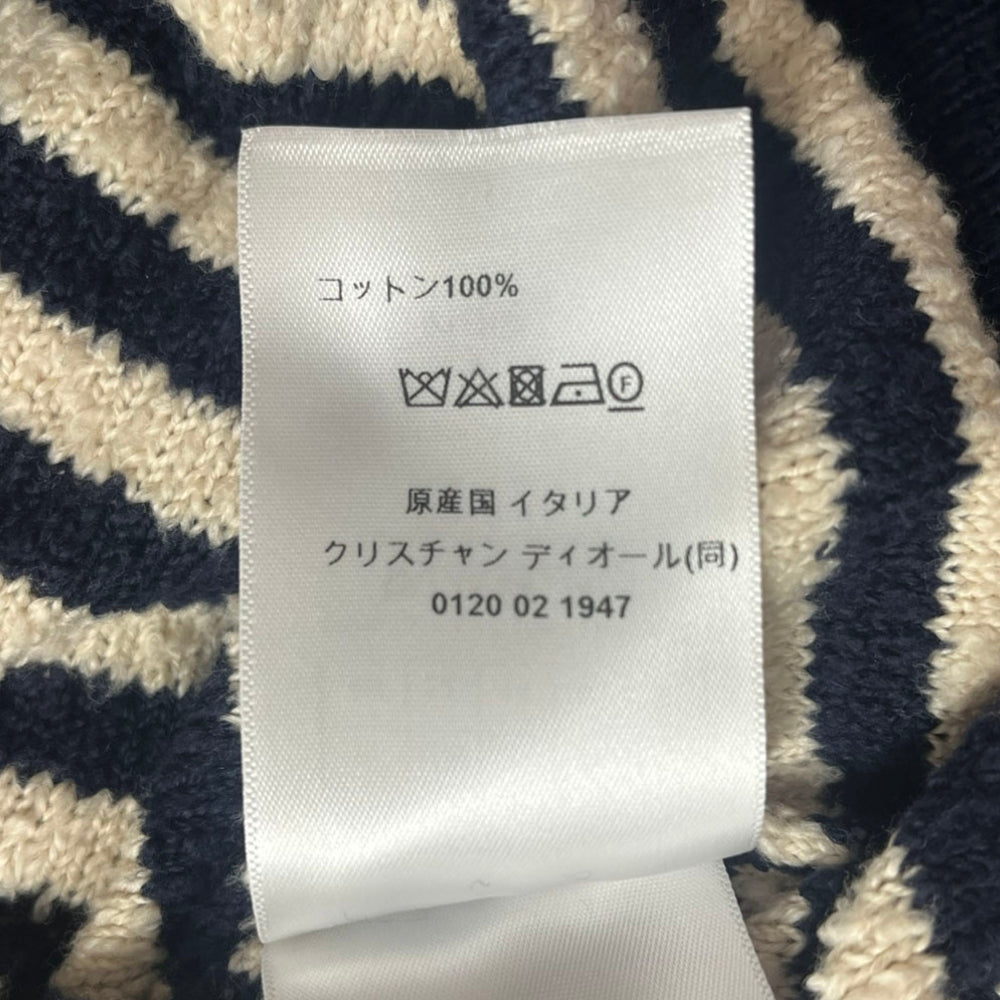 コットン100%
F
原産国 イタリア
クリスチャン ディオール(同)
0120 02 1947